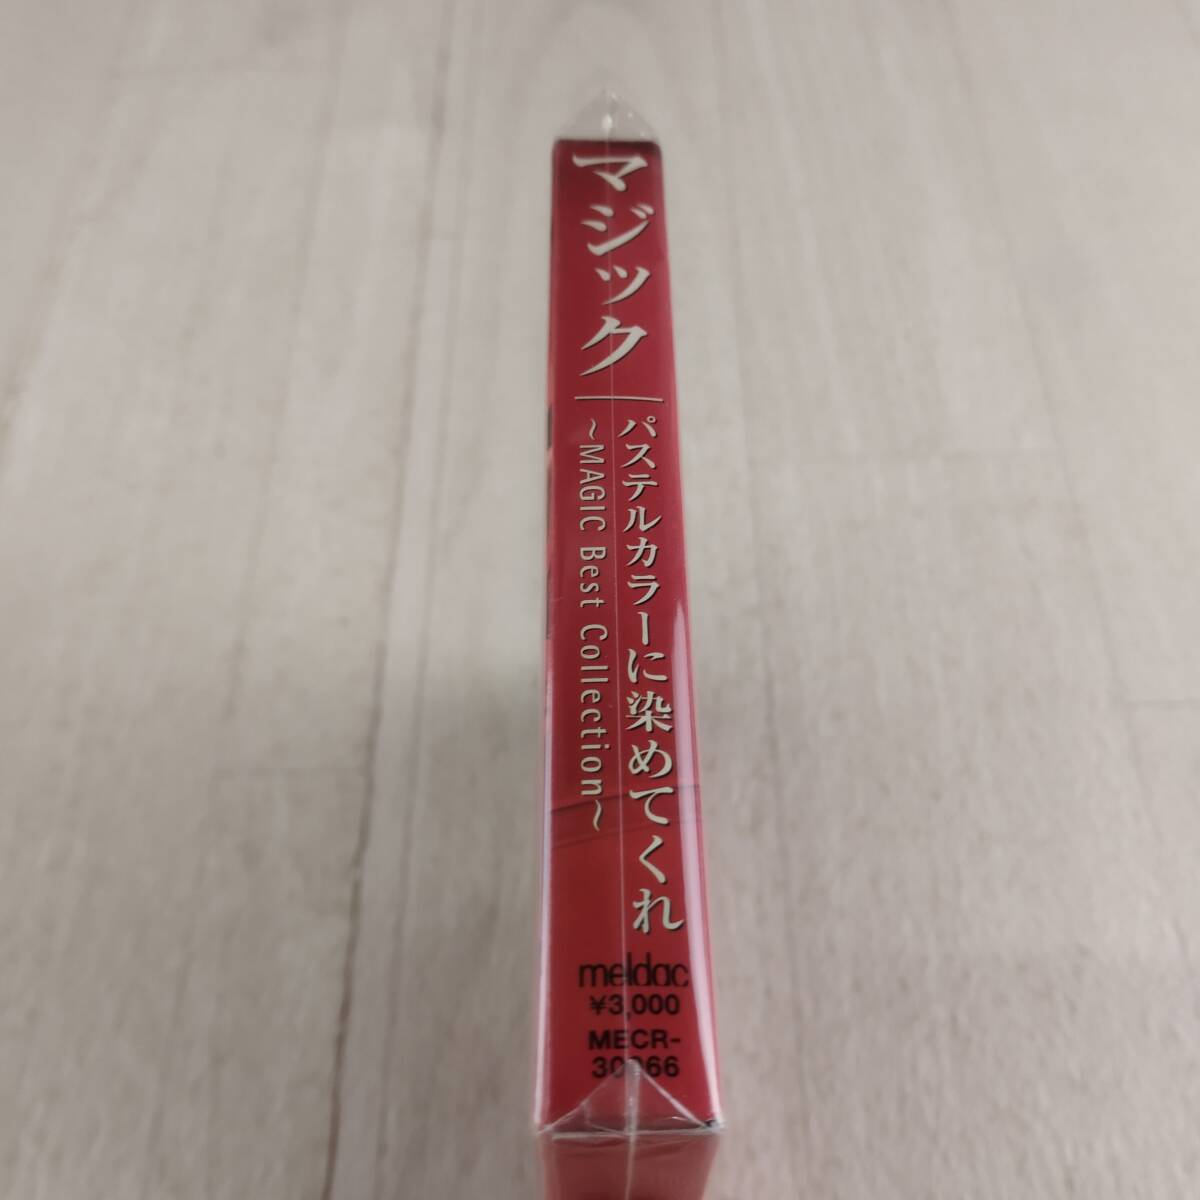 マジック
パステルカラーに染めてくれ
～MAGIC Best Collection～
meldac
¥3,000
MECR-